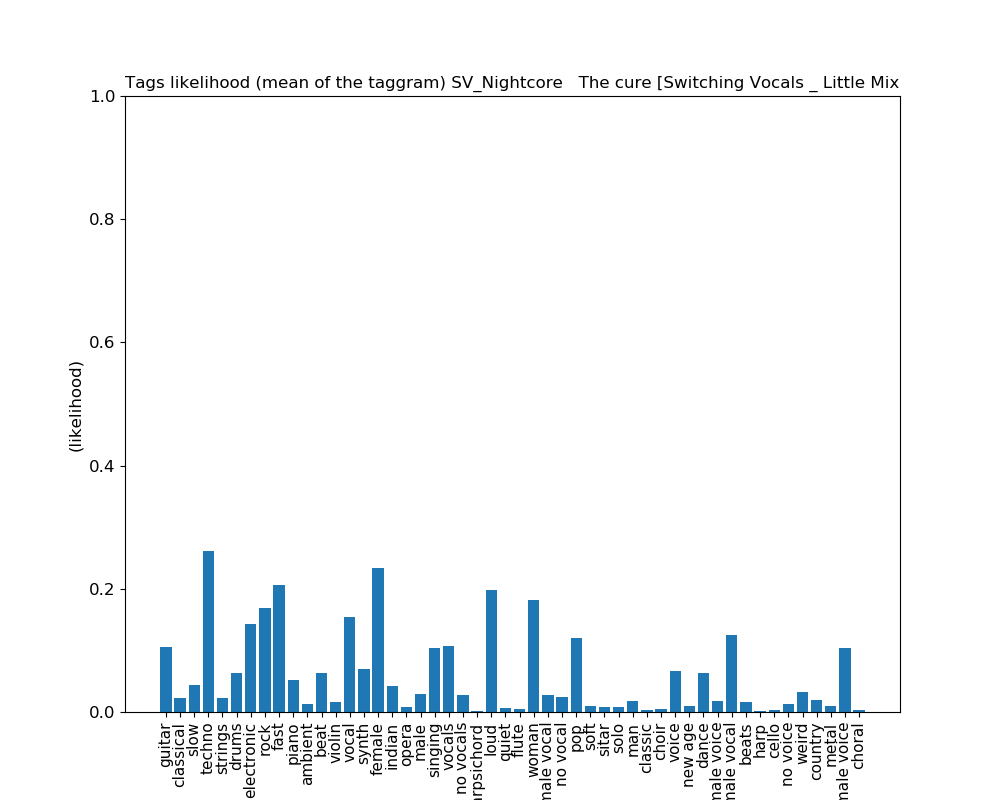 Tags likelihood (mean of the taggram) SV_Nightcore   The cure [Switching Vocals _ Little Mix
1.0
0.8
0.6
0.4
0.2
0.0
(likelihood)
guitar
classical
slow
techno
strings
drums
electronic
rock
fast
piano
ambient
beat
violin
vocal
synth
female
indian
opera
male
singing
vocals
no vocals
arpsichord
loud
quiet
flute
woman
male vocal
no vocal
pop
soft
sitar
solo
man
classic
choir
voice
new age
dance
male voice
male vocal
beats
harp
cello
no voice
weird
country
metal
male voice
choral